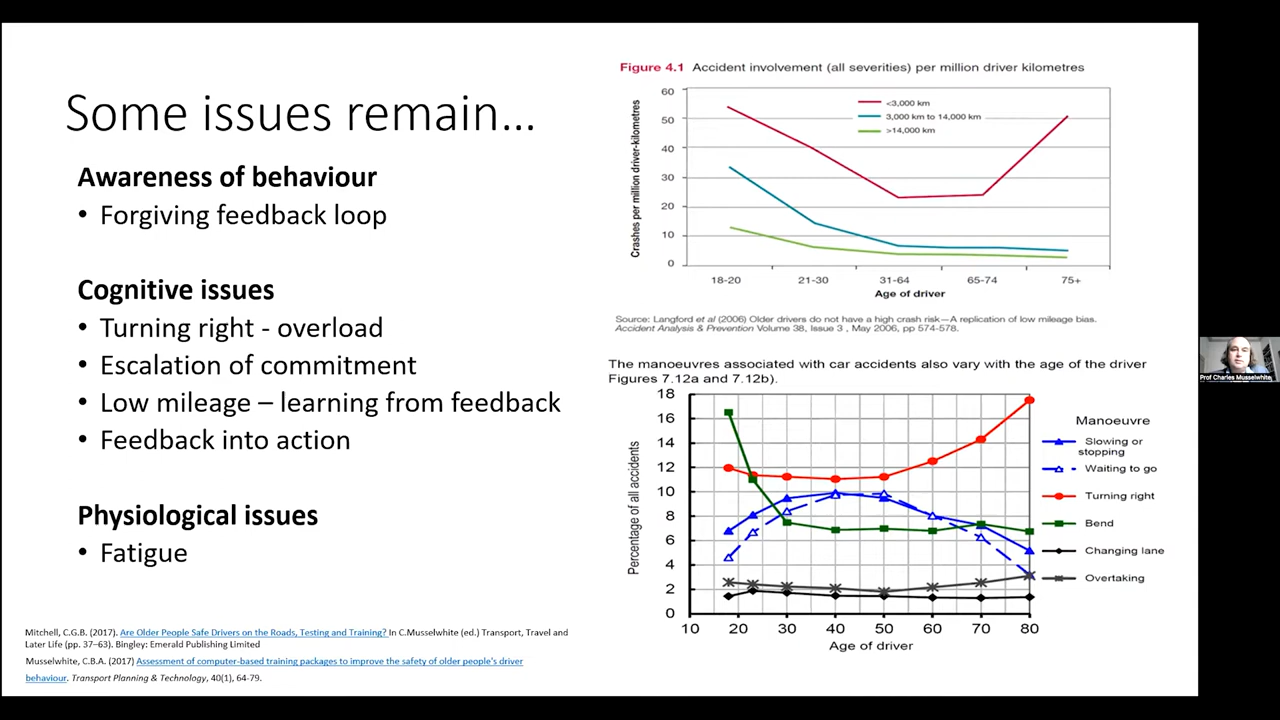 Some issues remain...
Awareness of behaviour
• Forgiving feedback loop
Cognitive issues
• Turning right - overload
• Escalation of commitment
• Low mileage – learning from feedback
• Feedback into action
Physiological issues
• Fatigue
Mitchell, C.G.B. (2017). Are Older People Safe Drivers on the Roads, Testing and Training? In C.Musselwhite (ed.) Transport, Travel and
Later Life (pp. 37–63). Bingley: Emerald Publishing Limited
Musselwhite, C.B.A. (2017) Assessment of computer-based training packages to improve the safety of older people's driver
behaviour. Transport Planning & Technology, 40(1), 64-79.
Figure 4.1 Accident involvement (all severities) per million driver kilometres
Crashes per million driver-kilometres
60
50
40
30
20
10
0
<3,000 km
3,000 km to 14,000 km
>14,000 km
18-20 21-30 31-64 65-74 75+
Age of driver
Source: Langford et al (2006) Older drivers do not have a high crash risk—A replication of low mileage bias.
Accident Analysis & Prevention Volume 38, Issue 3 , May 2006, pp 574-578.
The manoeuvres associated with car accidents also vary with the age of the driver
Figures 7.12a and 7.12b).
Percentage of all accidents
18
16
14
12
10
8
6
4
2
0
10 20 30 40 50 60 70 80
Age of driver
Manoeuvre
Slowing or
stopping
Waiting to go
Turning right
Bend
Changing lane
Overtaking
Prof Charles Musselwhite